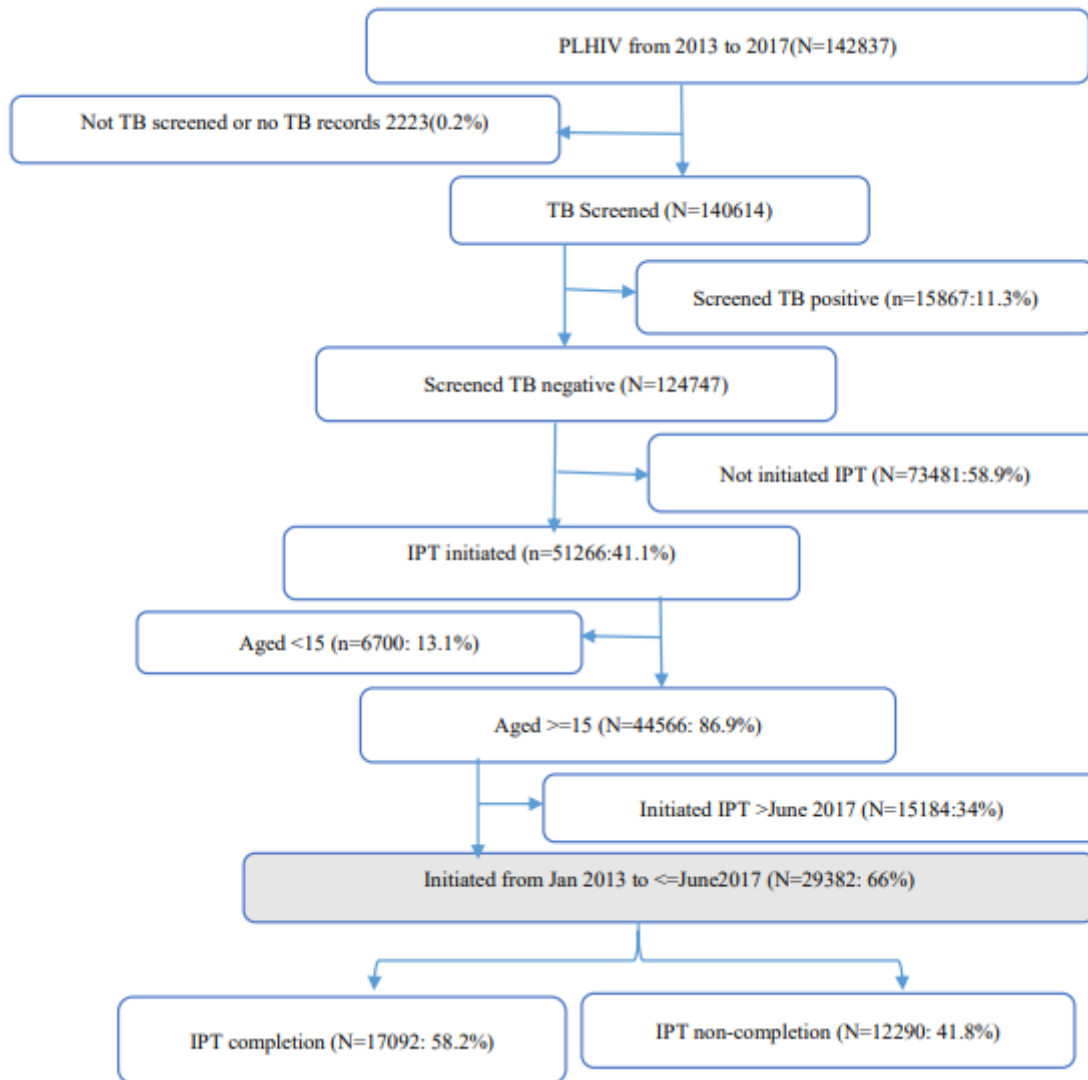 PLHIV from 2013 to 2017(N=142837)
Not TB screened or no TB records 2223(0.2%)
TB Screened (N=140614)
Screened TB positive (n=15867:11.3%)
Screened TB negative (N=124747)
Not initiated IPT (N=73481:58.9%)
IPT initiated (n=51266:41.1%)
Aged <15 (n=6700: 13.1%)
Aged >=15 (N=44566: 86.9%)
Initiated IPT >June 2017 (N=15184:34%)
Initiated from Jan 2013 to <=June2017 (N=29382: 66%)
IPT completion (N=17092: 58.2%)
IPT non-completion (N=12290: 41.8%)